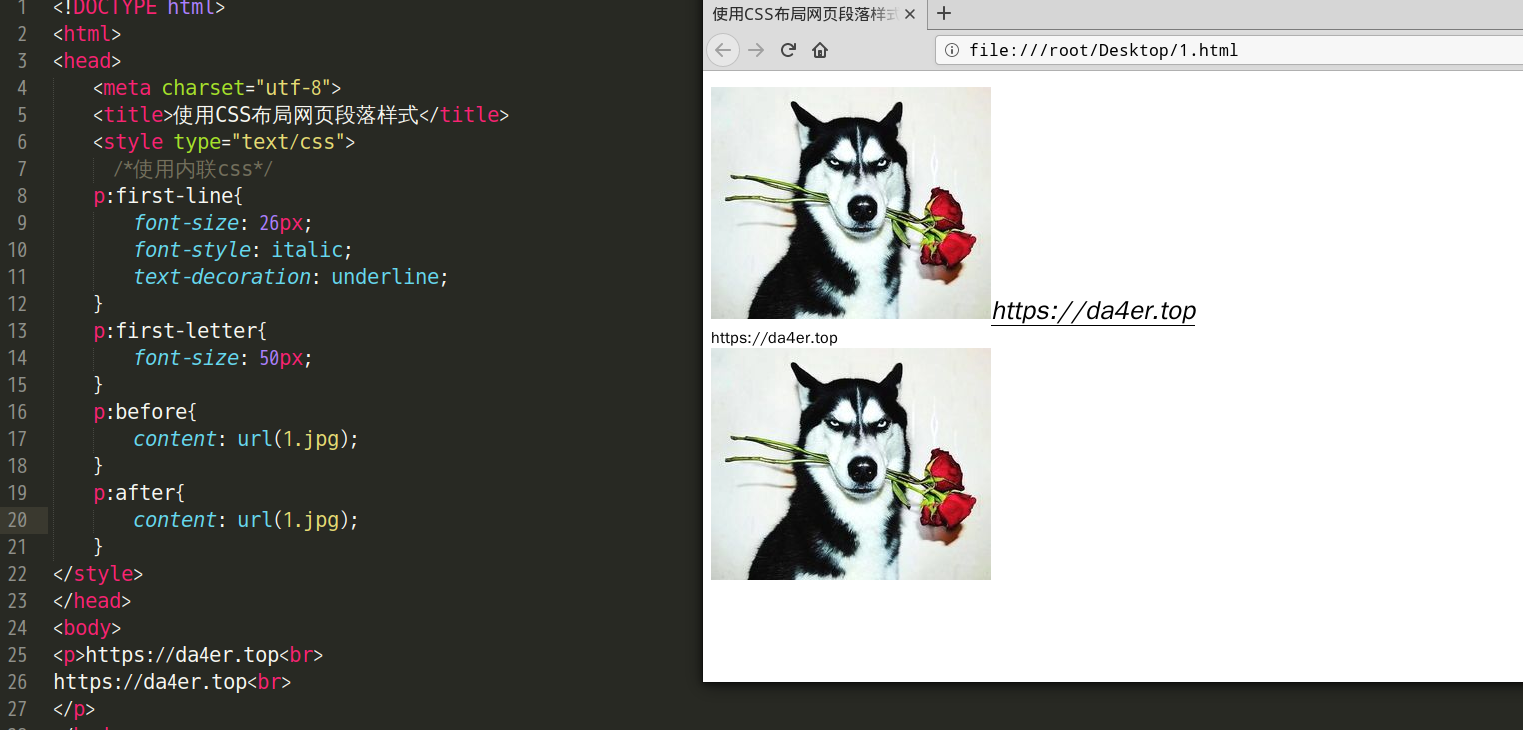 1 <!DOCTYPE html>
2 <html>
3 <head>
4 <meta charset="utf-8">
5 <title>使用CSS布局网页段落样式</title>
6 <style type="text/css">
7 /*使用内联css*/
8 p:first-line{
9 font-size: 26px;
10 font-style: italic;
11 text-decoration: underline;
12 }
13 p:first-letter{
14 font-size: 50px;
15 }
16 p:before{
17 content: url(1.jpg);
18 }
19 p:after{
20 content: url(1.jpg);
21 }
22 </style>
23 </head>
24 <body>
25 <p>https://da4er.top<br>
26 https://da4er.top<br>
27 </p>
使用CSS布局网页段落样式
file:///root/Desktop/1.html
https://da4er.top
https://da4er.top